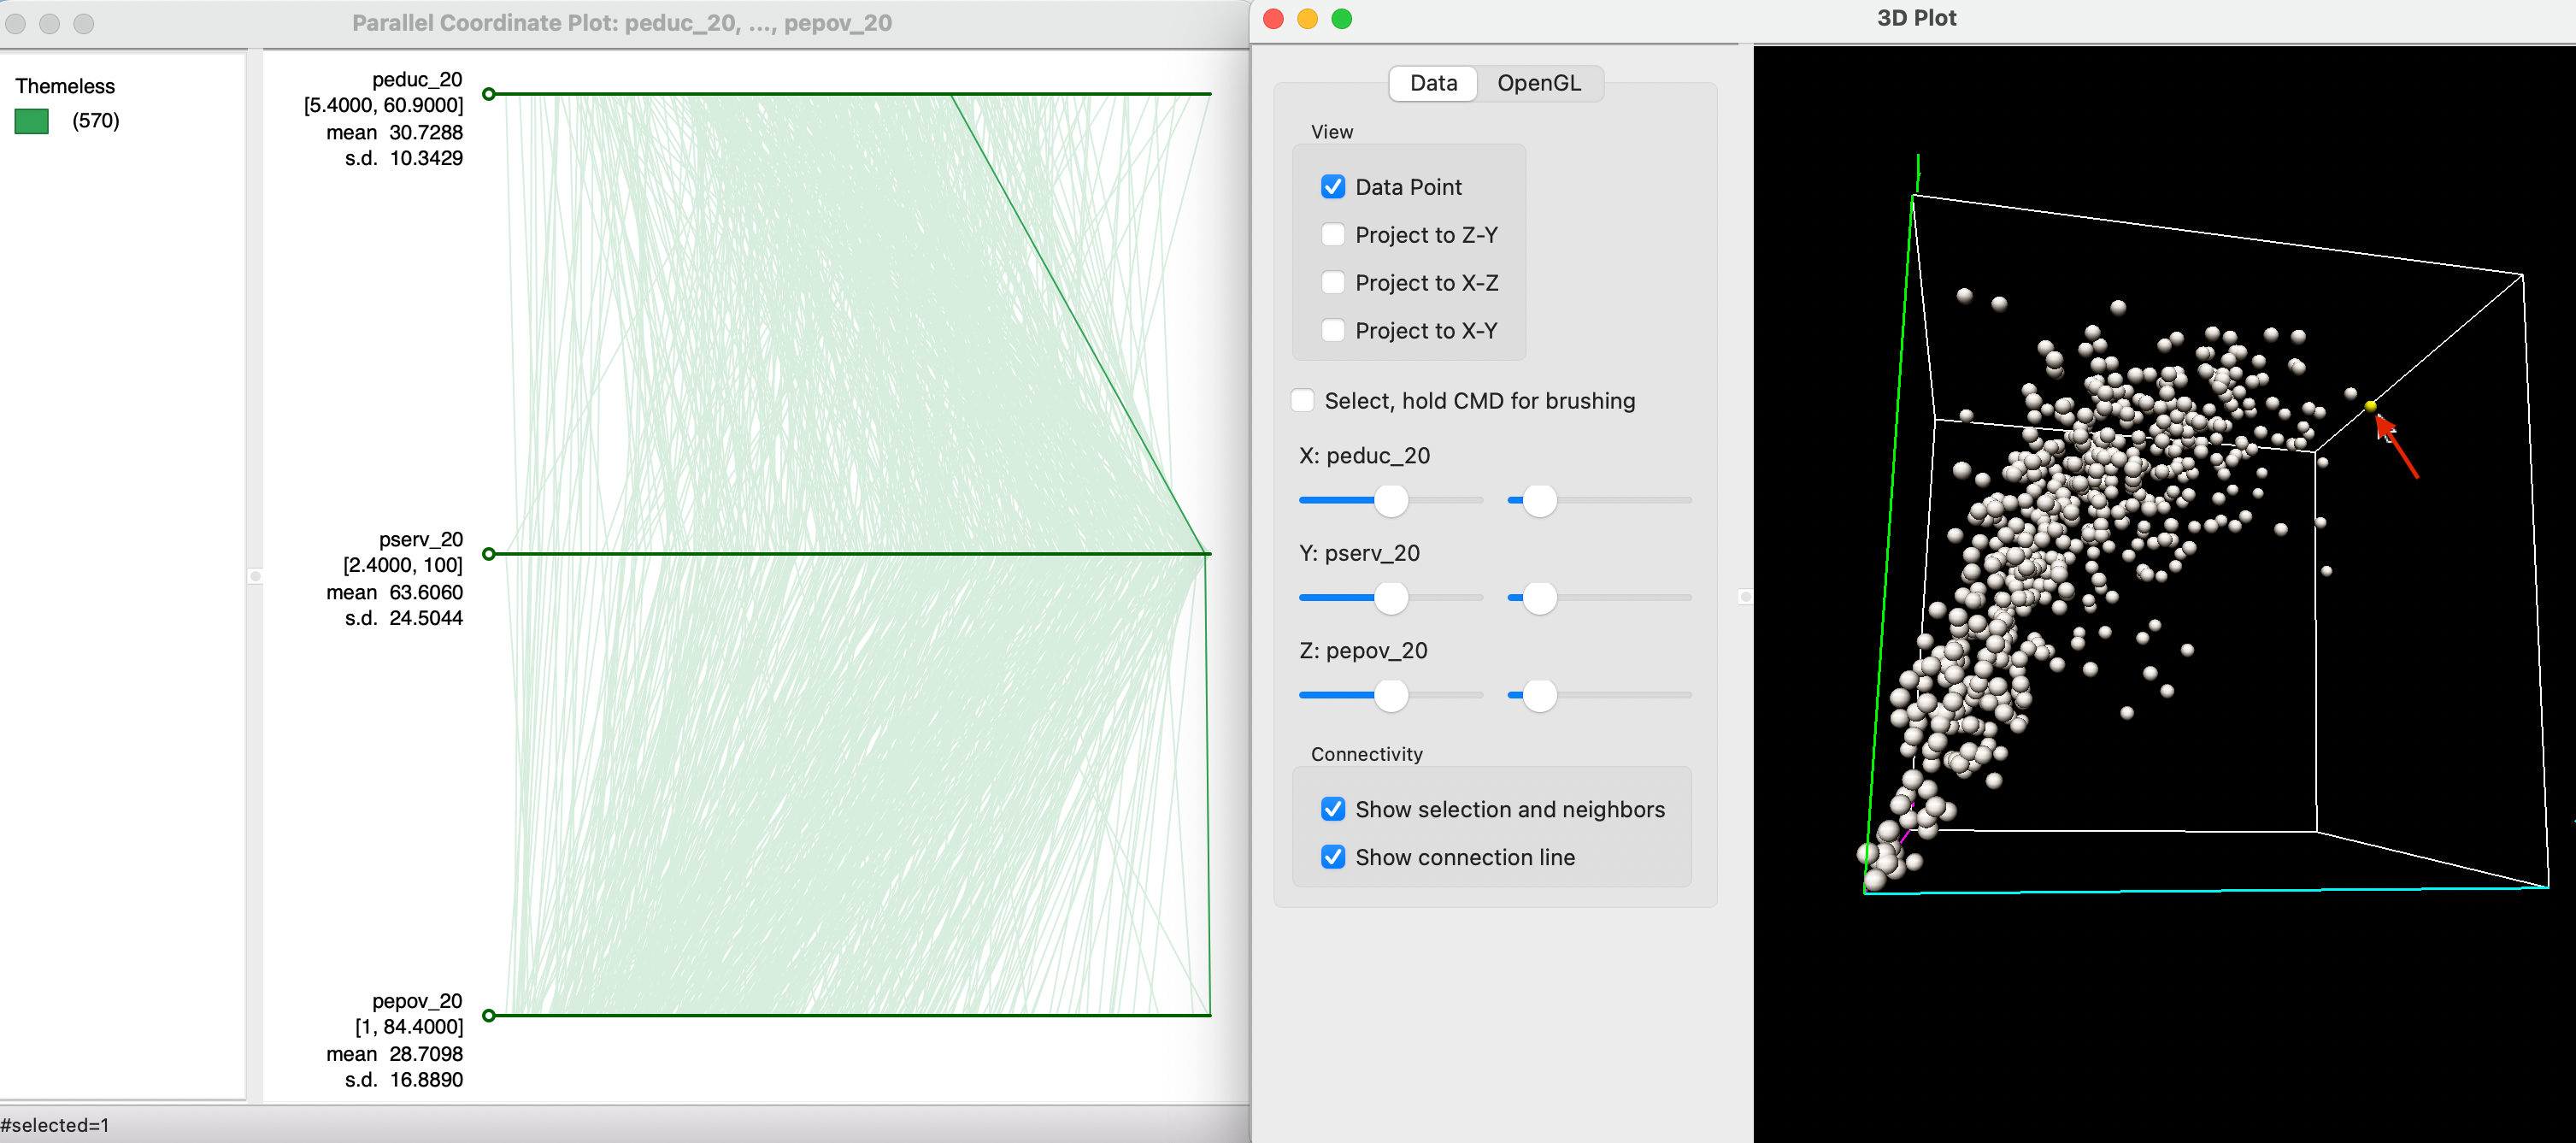 Parallel Coordinate Plot: peduc_20, ..., pepov_20
Themeless
(570)
peduc_20
[5.4000, 60.9000]
mean 30.7288
s.d. 10.3429
pserv_20
[2.4000, 100]
mean 63.6060
s.d. 24.5044
pepov_20
[1, 84.4000]
mean 28.7098
s.d. 16.8890
#selected=1
3D Plot
Data OpenGL
View
Data Point
Project to Z-Y
Project to X-Z
Project to X-Y
Select, hold CMD for brushing
X: peduc_20
Y: pserv_20
Z: pepov_20
Connectivity
Show selection and neighbors
Show connection line